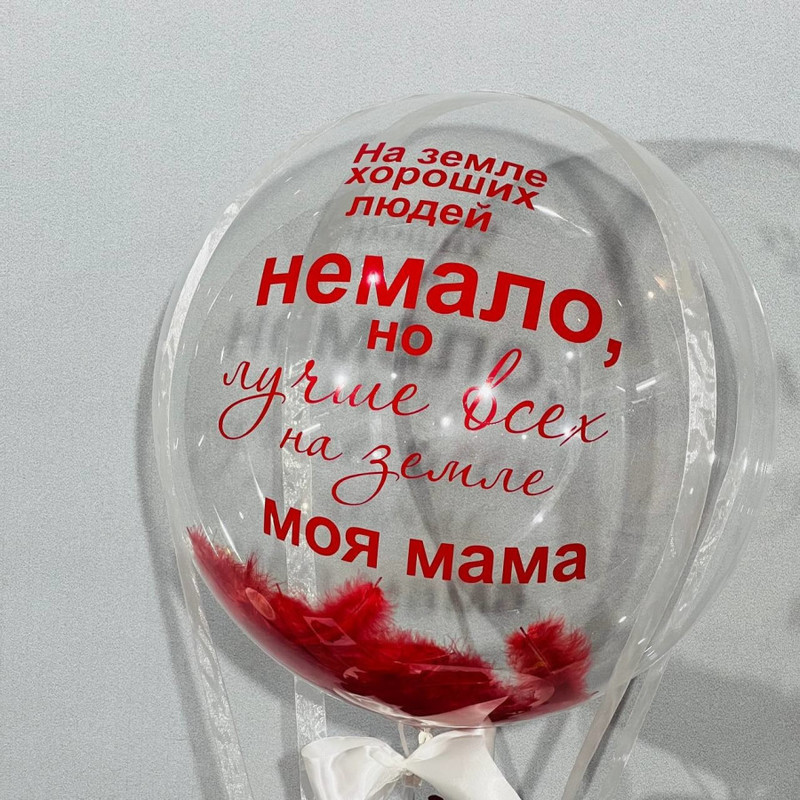 На земле
хороших
людей
немало,
но
лучше всех
на земле
моя мама